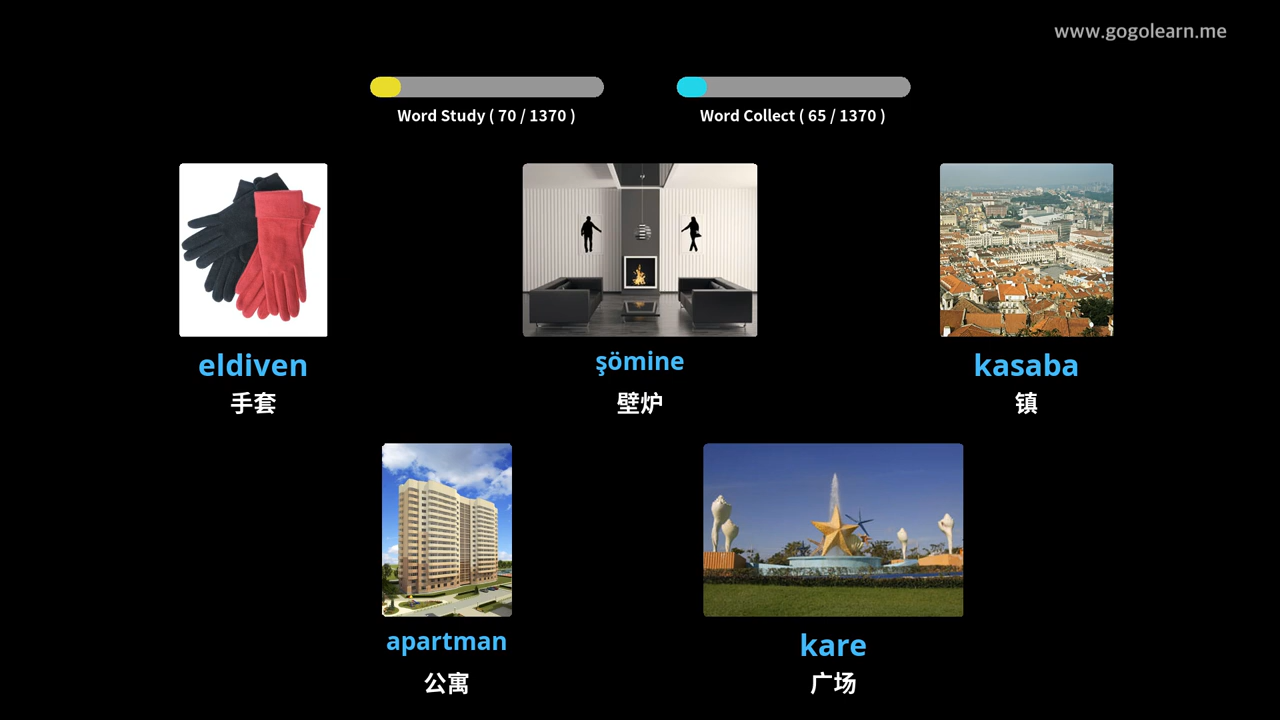 www.gogolearn.me
Word Study ( 70 / 1370 )
Word Collect ( 65 / 1370 )
eldiven
手套
şömine
壁炉
kasaba
镇
apartman
公寓
kare
广场